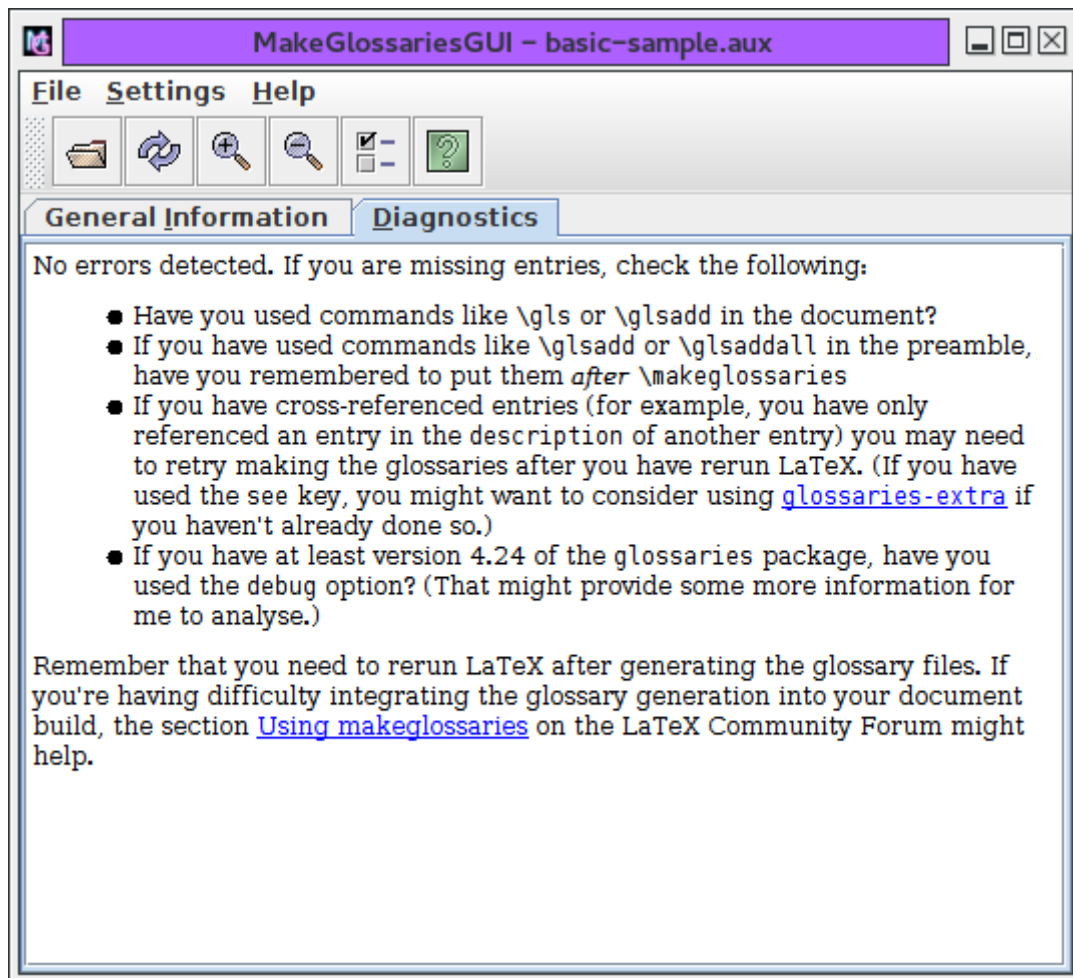 MakeGlossariesGUI – basic-sample.aux
File Settings Help
General Information Diagnostics
No errors detected. If you are missing entries, check the following:
● Have you used commands like \gls or \glsadd in the document?
● If you have used commands like \glsadd or \glsaddall in the preamble,
have you remembered to put them after \makeglossaries
● If you have cross-referenced entries (for example, you have only
referenced an entry in the description of another entry) you may need
to retry making the glossaries after you have rerun LaTeX. (If you have
used the see key, you might want to consider using glossaries-extra if
you haven't already done so.)
● If you have at least version 4.24 of the glossaries package, have you
used the debug option? (That might provide some more information for
me to analyse.)
Remember that you need to rerun LaTeX after generating the glossary files. If
you're having difficulty integrating the glossary generation into your document
build, the section Using makeglossaries on the LaTeX Community Forum might
help.